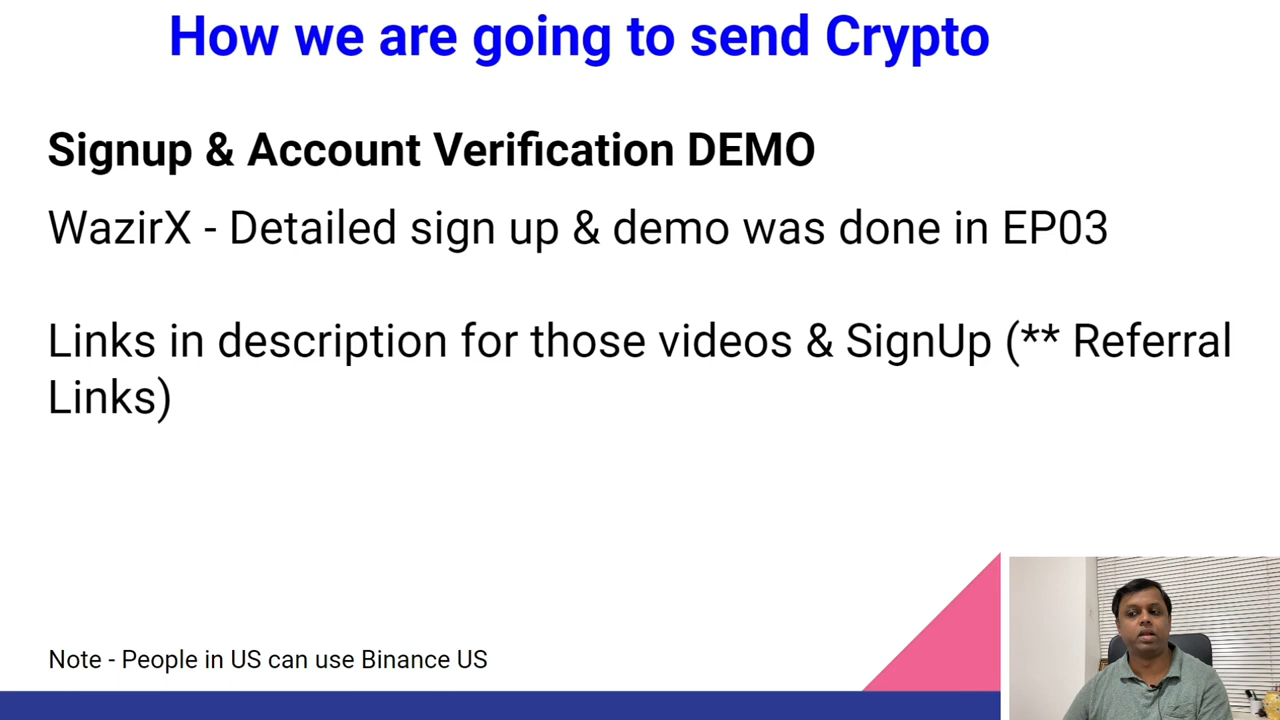 How we are going to send Crypto
Signup & Account Verification DEMO
WazirX - Detailed sign up & demo was done in EP03
Links in description for those videos & SignUp (** Referral
Links)
Note - People in US can use Binance US